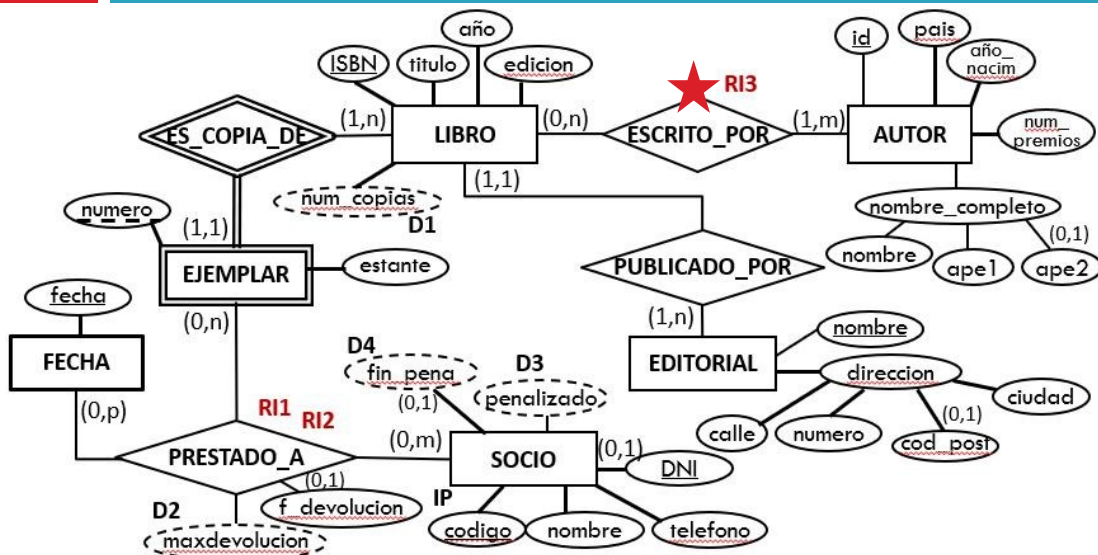 año
ISBN
titulo
edicion
id
pais
año_
nacim
num_
premios
RI3
ES_COPIA_DE
(1,n)
LIBRO
(0,n)
ESCRITO_POR
(1,m)
AUTOR
num_copias
D1
(1,1)
nombre_completo
nombre
ape1
(0,1)
ape2
numero
(1,1)
EJEMPLAR
estante
(0,n)
PUBLICADO_POR
(1,n)
EDITORIAL
nombre
direccion
calle
numero
(0,1)
cod_post
ciudad
fecha
FECHA
(0,p)
RI1
RI2
PRESTADO_A
(0,1)
f_devolucion
D2
maxdevolucion
(0,m)
D4
fin_pena
(0,1)
D3
penalizado
SOCIO
(0,1)
DNI
IP
codigo
nombre
telefono